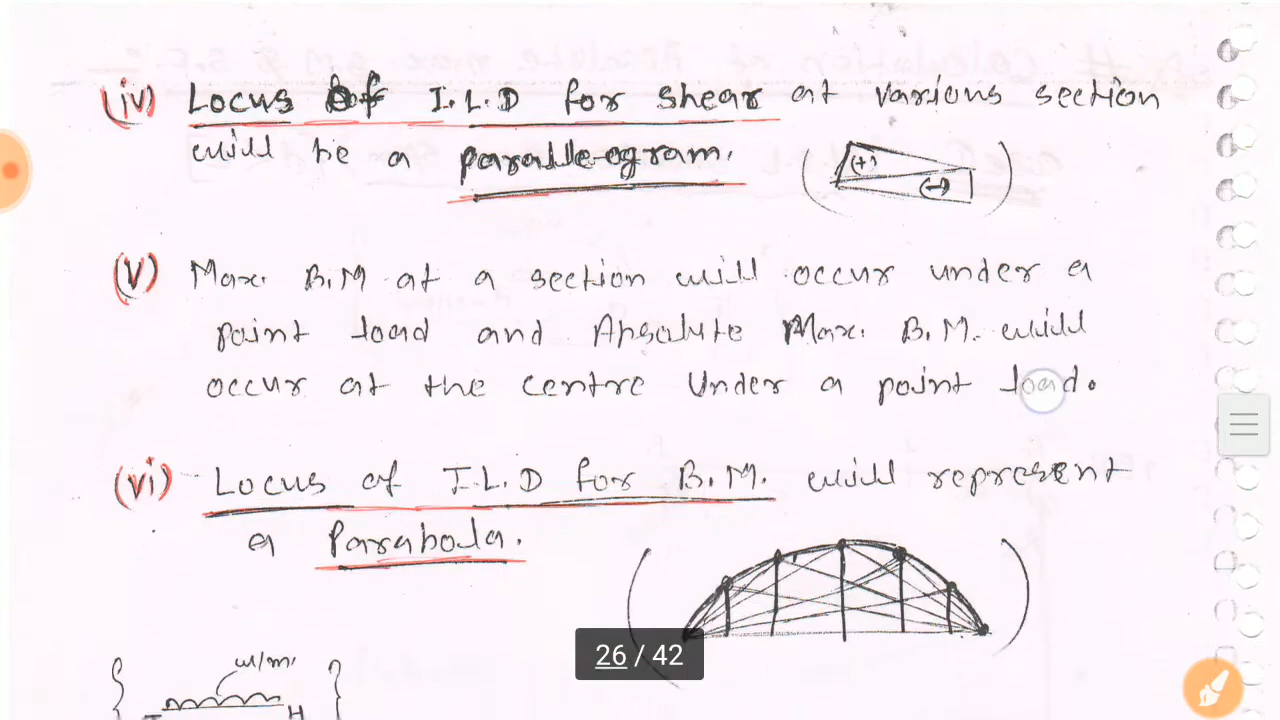 (iv) Locus of I.L.D for shear at various section
will be a parallelogram.
(+)
(-)
(v) Max. B.M at a section will occur under a
point load and Absolute Max. B.M. will
occur at the centre under a point load.
(vi) Locus of I.L.D for B.M. will represent
a Parabola.
26 / 42
w/m